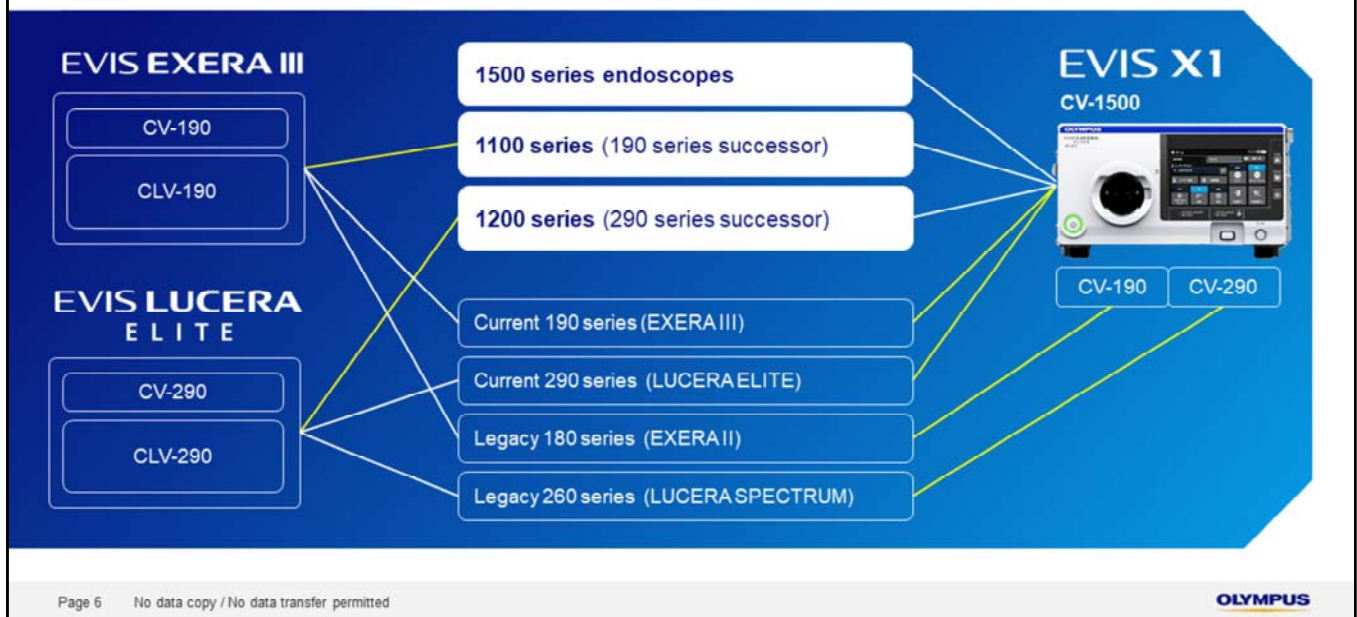 EVIS EXERA III
CV-190
CLV-190
EVIS LUCERA
ELITE
CV-290
CLV-290
1500 series endoscopes
1100 series (190 series successor)
1200 series (290 series successor)
Current 190 series (EXERA III)
Current 290 series (LUCERA ELITE)
Legacy 180 series (EXERA II)
Legacy 260 series (LUCERA SPECTRUM)
EVIS X1
CV-1500
OLYMPUS
CV-190
CV-290
Page 6 No data copy / No data transfer permitted
OLYMPUS